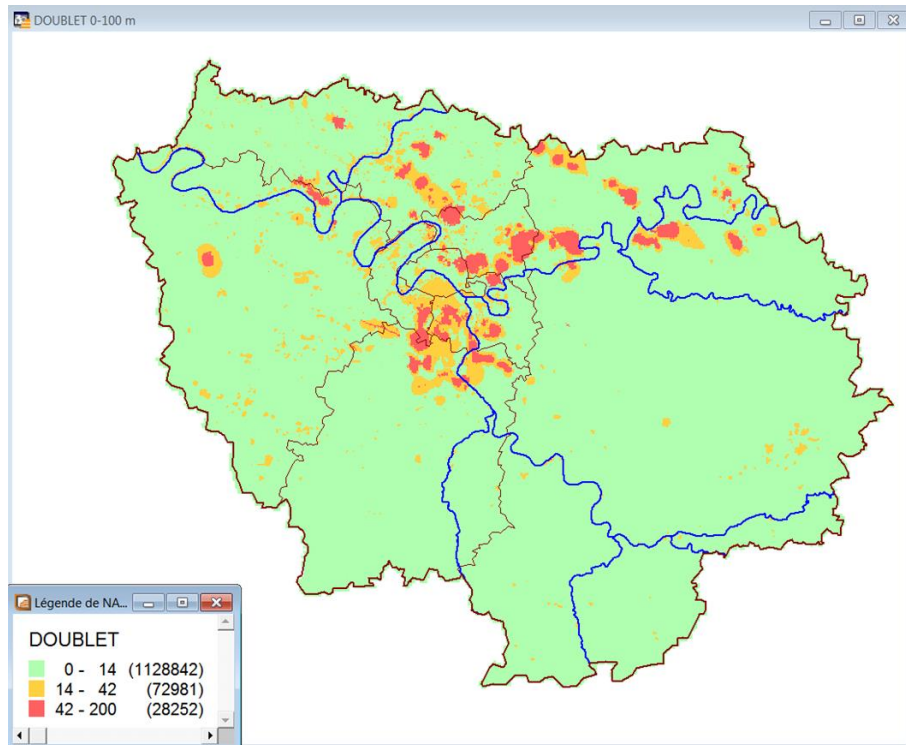 DOUBLET 0-100 m
Légende de NA...
DOUBLET
0 - 14 (1128842)
14 - 42 (72981)
42 - 200 (28252)